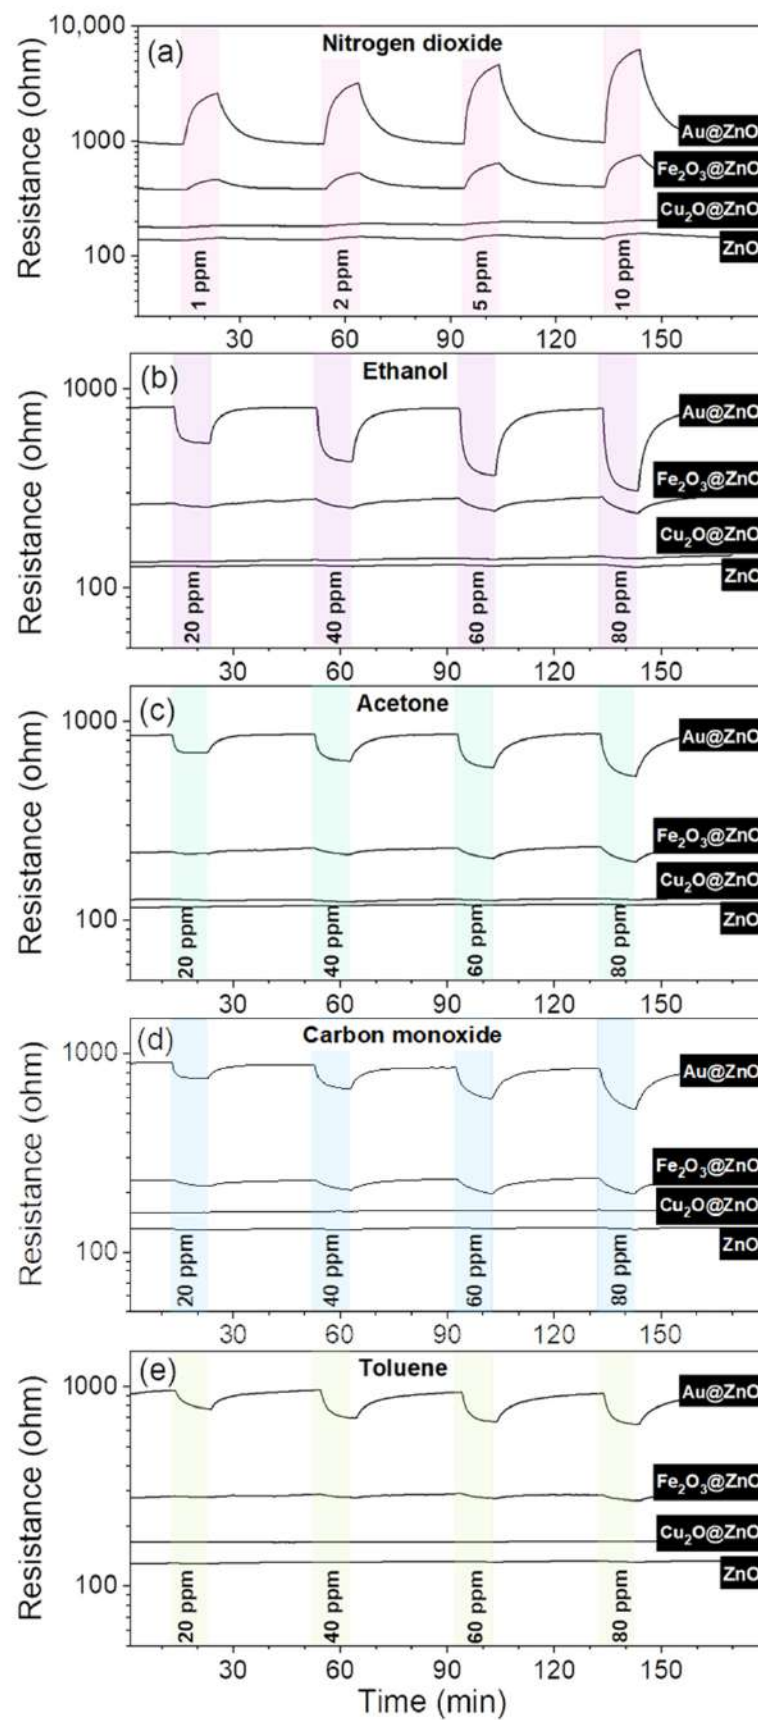 Resistance (ohm)
10,000
1000
100
(a)
Nitrogen dioxide
Au@ZnO
Fe₂O₃@ZnO
Cu₂O@ZnO
ZnO
1 ppm
2 ppm
5 ppm
10 ppm
30 60 90 120 150
Resistance (ohm)
1000
100
(b)
Ethanol
Au@ZnO
Fe₂O₃@ZnO
Cu₂O@ZnO
ZnO
20 ppm
40 ppm
60 ppm
80 ppm
30 60 90 120 150
Resistance (ohm)
1000
100
(c)
Acetone
Au@ZnO
Fe₂O₃@ZnO
Cu₂O@ZnO
ZnO
20 ppm
40 ppm
60 ppm
80 ppm
30 60 90 120 150
Resistance (ohm)
1000
100
(d)
Carbon monoxide
Au@ZnO
Fe₂O₃@ZnO
Cu₂O@ZnO
ZnO
20 ppm
40 ppm
60 ppm
80 ppm
30 60 90 120 150
Resistance (ohm)
1000
100
(e)
Toluene
Au@ZnO
Fe₂O₃@ZnO
Cu₂O@ZnO
ZnO
20 ppm
40 ppm
60 ppm
80 ppm
30 60 90 120 150
Time (min)